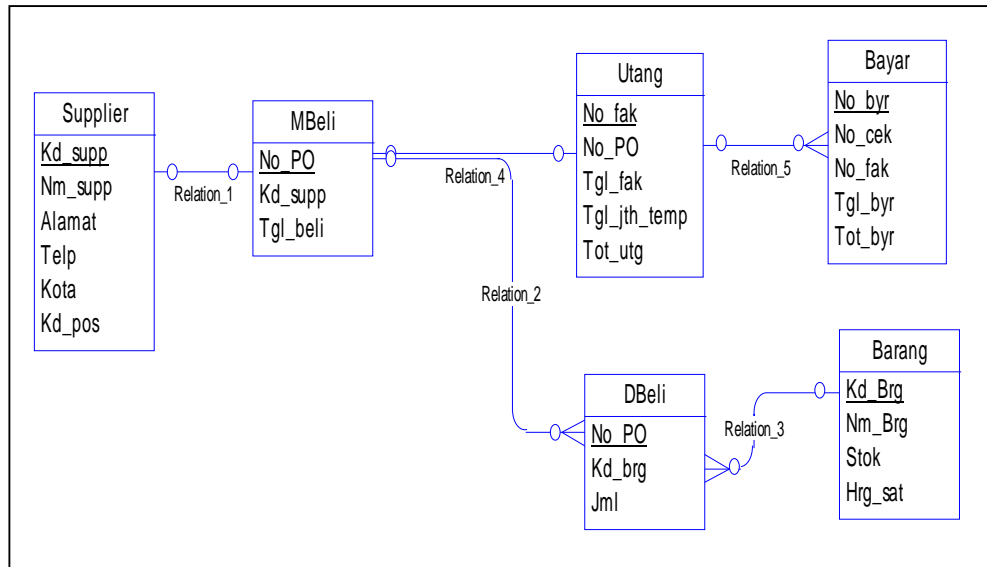 Supplier
Kd_supp
Nm_supp
Alamat
Telp
Kota
Kd_pos
Relation_1
MBeli
No_PO
Kd_supp
Tgl_beli
Relation_4
Relation_2
Utang
No_fak
No_PO
Tgl_fak
Tgl_jth_temp
Tot_utg
Relation_5
Bayar
No_byr
No_cek
No_fak
Tgl_byr
Tot_byr
DBeli
No_PO
Kd_brg
Jml
Relation_3
Barang
Kd_Brg
Nm_Brg
Stok
Hrg_sat